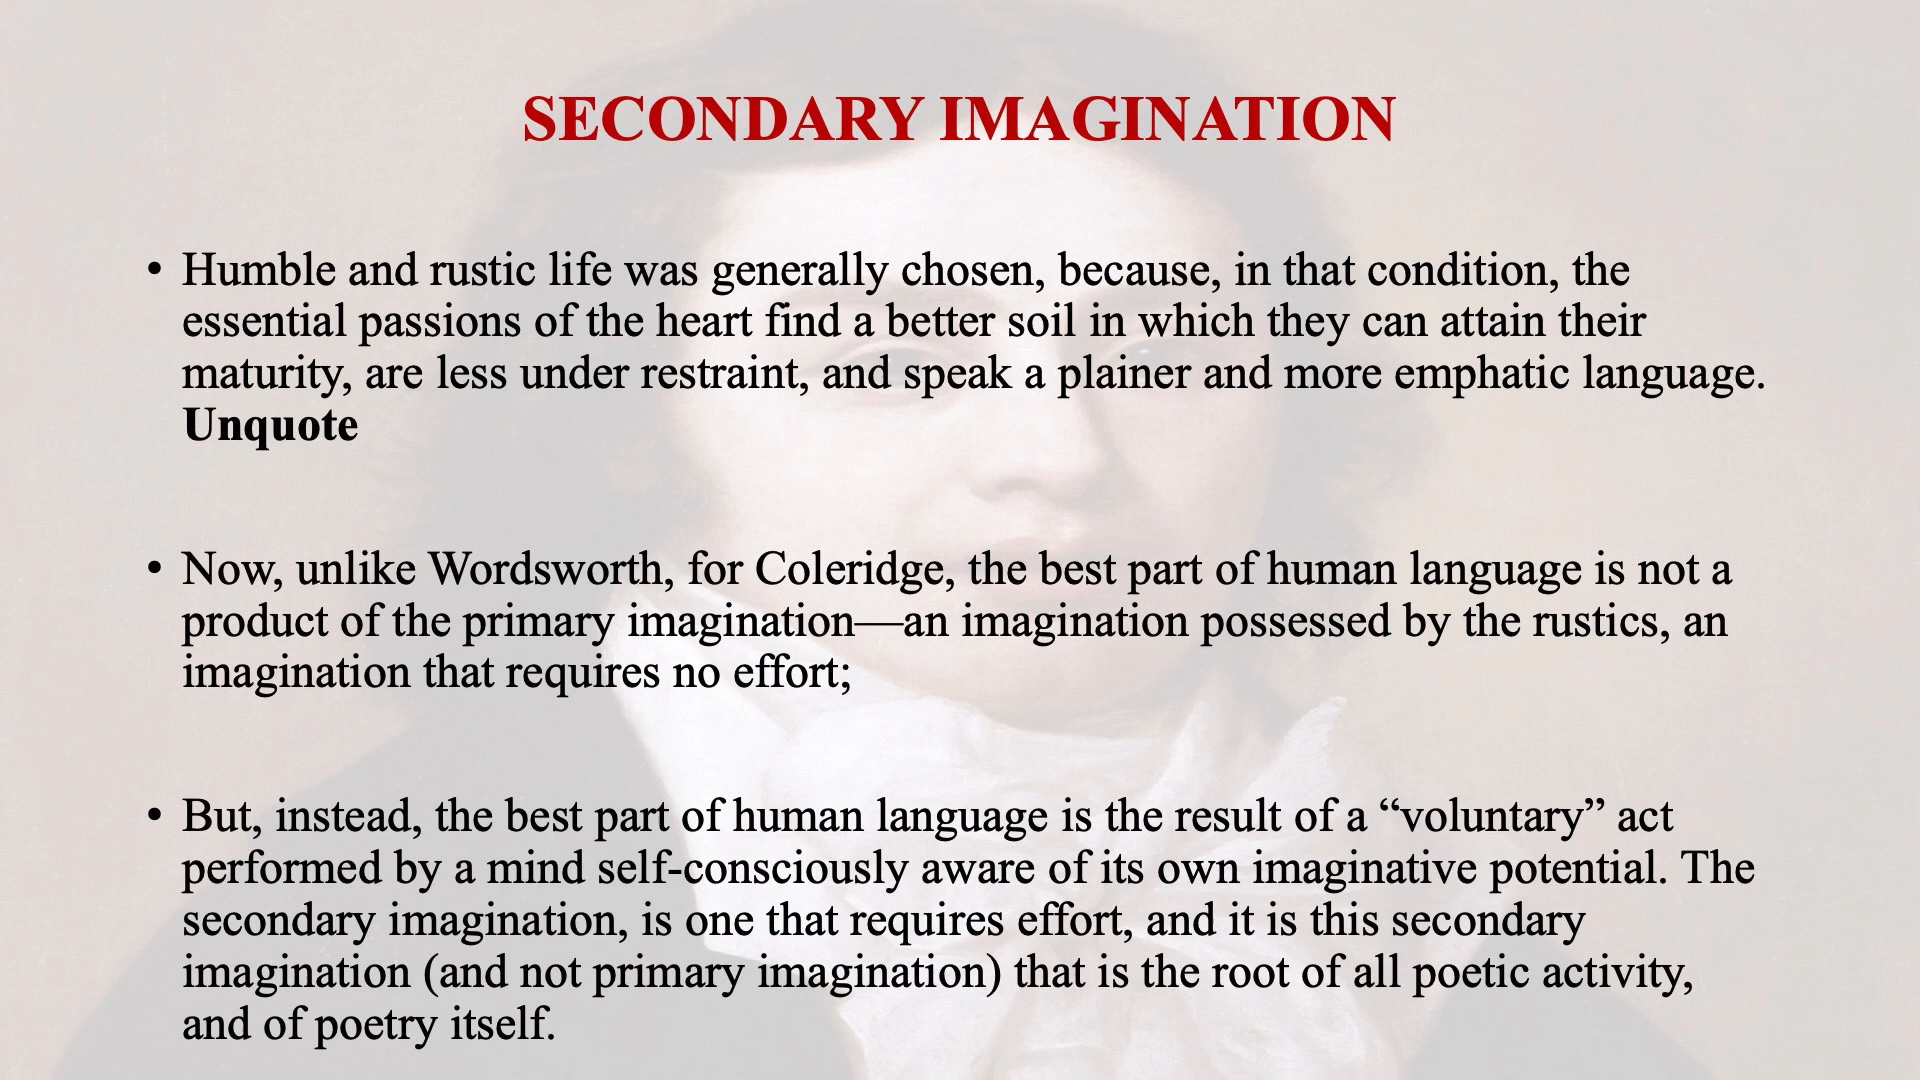 SECONDARY IMAGINATION
• Humble and rustic life was generally chosen, because, in that condition, the
essential passions of the heart find a better soil in which they can attain their
maturity, are less under restraint, and speak a plainer and more emphatic language.
Unquote
• Now, unlike Wordsworth, for Coleridge, the best part of human language is not a
product of the primary imagination—an imagination possessed by the rustics, an
imagination that requires no effort;
• But, instead, the best part of human language is the result of a “voluntary” act
performed by a mind self-consciously aware of its own imaginative potential. The
secondary imagination, is one that requires effort, and it is this secondary
imagination (and not primary imagination) that is the root of all poetic activity,
and of poetry itself.